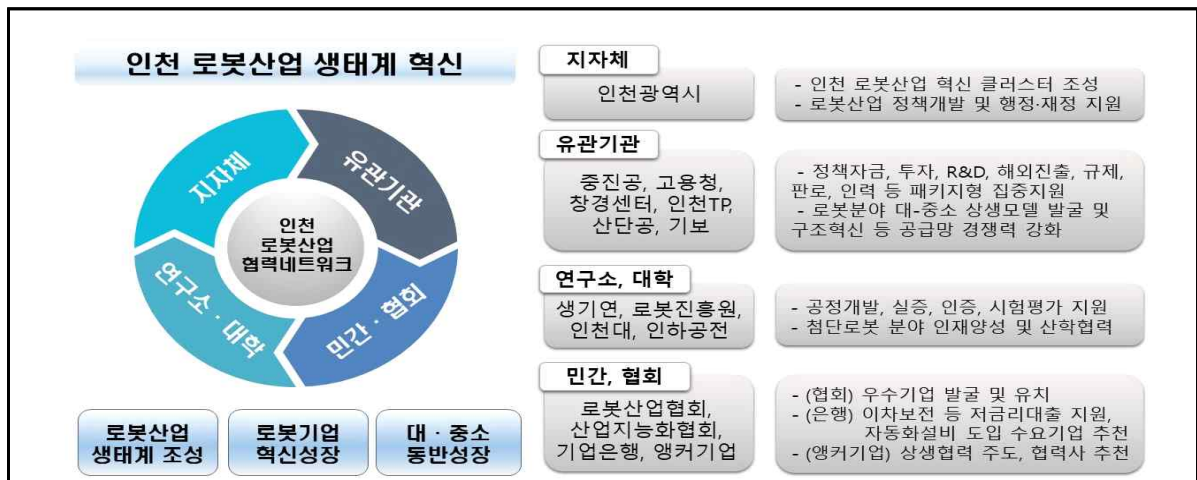 인천 로봇산업 생태계 혁신
지자체
유관기관
연구소 · 대학
민간 · 협회
인천
로봇산업
협력네트워크
로봇산업
생태계 조성
로봇기업
혁신성장
대 · 중소
동반성장
지자체
인천광역시
- 인천 로봇산업 혁신 클러스터 조성
- 로봇산업 정책개발 및 행정·재정 지원
유관기관
중진공, 고용청,
창경센터, 인천TP,
산단공, 기보
- 정책자금, 투자, R&D, 해외진출, 규제,
판로, 인력 등 패키지형 집중지원
- 로봇분야 대-중소 상생모델 발굴 및
구조혁신 등 공급망 경쟁력 강화
연구소, 대학
생기연, 로봇진흥원,
인천대, 인하공전
- 공정개발, 실증, 인증, 시험평가 지원
- 첨단로봇 분야 인재양성 및 산학협력
민간, 협회
로봇산업협회,
산업지능화협회,
기업은행, 앵커기업
- (협회) 우수기업 발굴 및 유치
- (은행) 이차보전 등 저금리대출 지원,
자동화설비 도입 수요기업 추천
- (앵커기업) 상생협력 주도, 협력사 추천